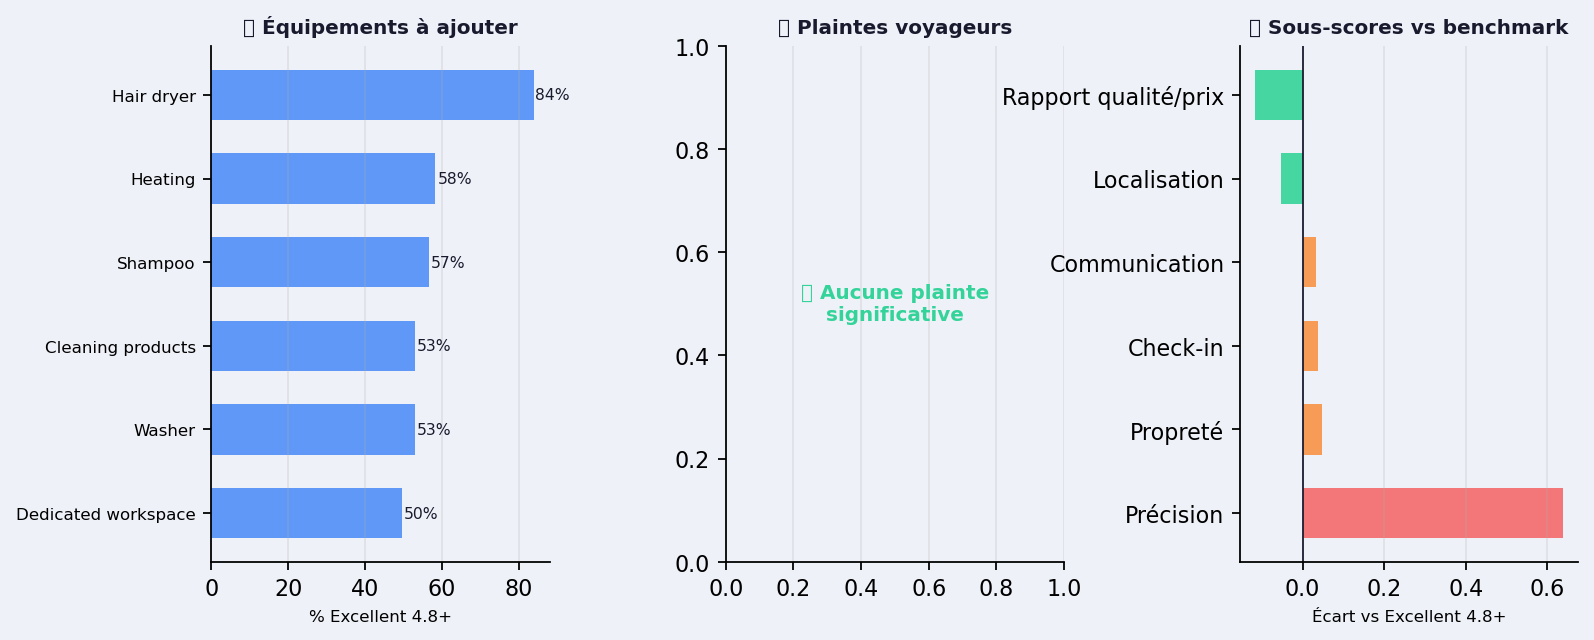 Équipements à ajouter
Hair dryer
84%
Heating
58%
Shampoo
57%
Cleaning products
53%
Washer
53%
Dedicated workspace
50%
0 20 40 60 80
% Excellent 4.8+
Plaintes voyageurs
1.0
0.8
0.6
0.4
0.2
0.0
Aucune plainte
significative
0.0 0.2 0.4 0.6 0.8 1.0
Sous-scores vs benchmark
Rapport qualité/prix
Localisation
Communication
Check-in
Propreté
Précision
0.0 0.2 0.4 0.6
Écart vs Excellent 4.8+